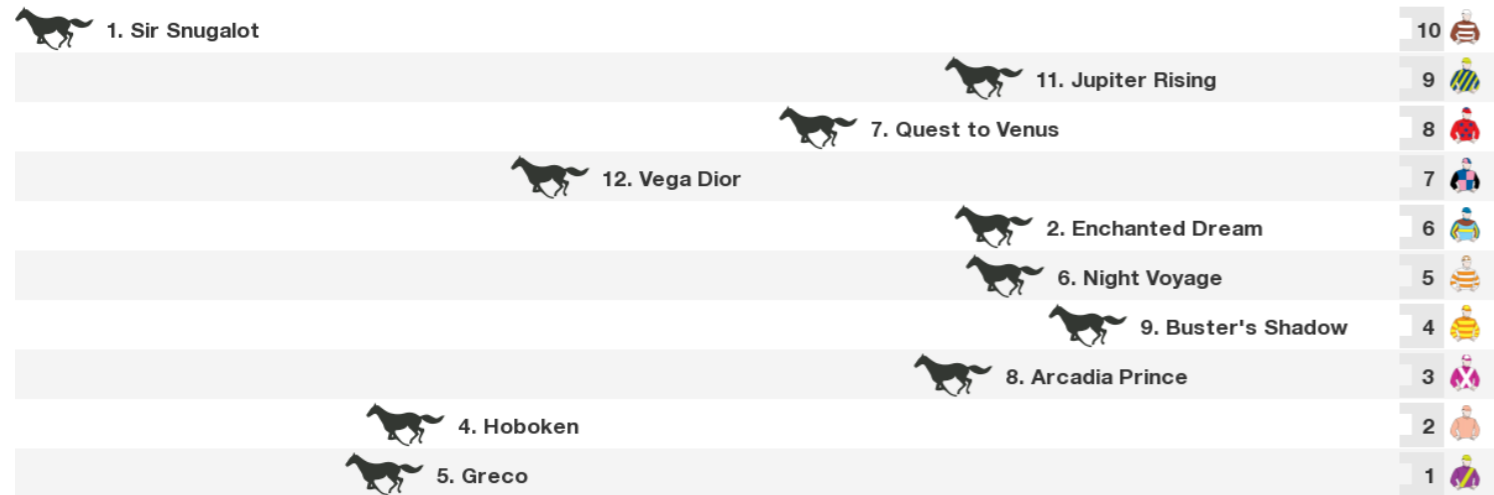 1. Sir Snugalot 10
11. Jupiter Rising 9
7. Quest to Venus 8
12. Vega Dior 7
2. Enchanted Dream 6
6. Night Voyage 5
9. Buster's Shadow 4
8. Arcadia Prince 3
4. Hoboken 2
5. Greco 1